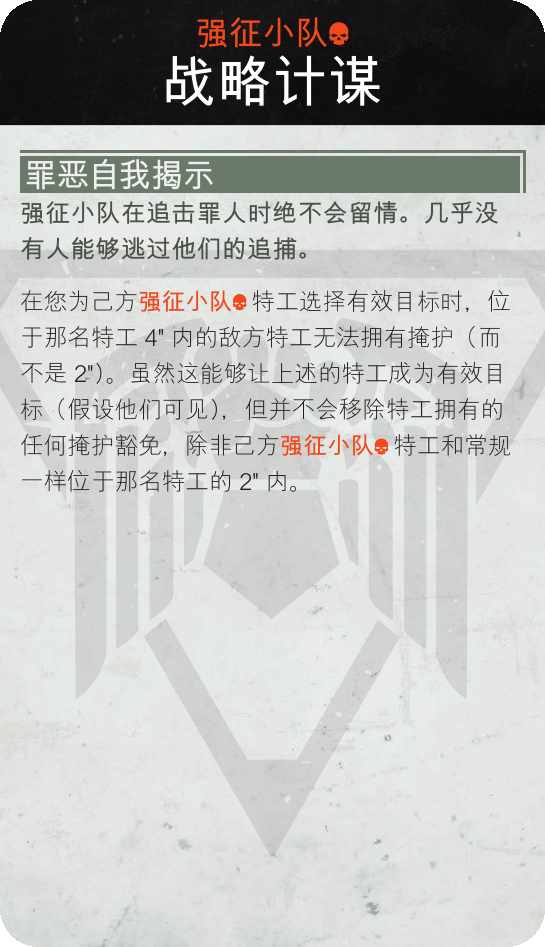 强征小队
战略计谋
罪恶自我揭示
强征小队在追击罪人时绝不会留情。几乎没
有人能够逃过他们的追捕。
在您为己方强征小队特工选择有效目标时，位
于那名特工 4" 内的敌方特工无法拥有掩护（而
不是 2"）。虽然这能够让上述的特工成为有效目
标（假设他们可见），但并不会移除特工拥有的
任何掩护豁免，除非己方强征小队特工和常规
一样位于那名特工的 2" 内。